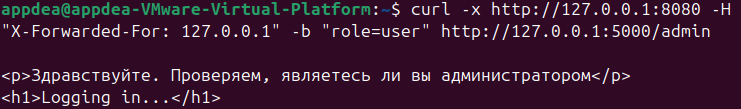 appdea@appdea-VMware-Virtual-Platform:~$ curl -x http://127.0.0.1:8080 -H
"X-Forwarded-For: 127.0.0.1" -b "role=user" http://127.0.0.1:5000/admin
<p>Здравствуйте. Проверяем, являетесь ли вы администратором</p>
<h1>Logging in...</h1>